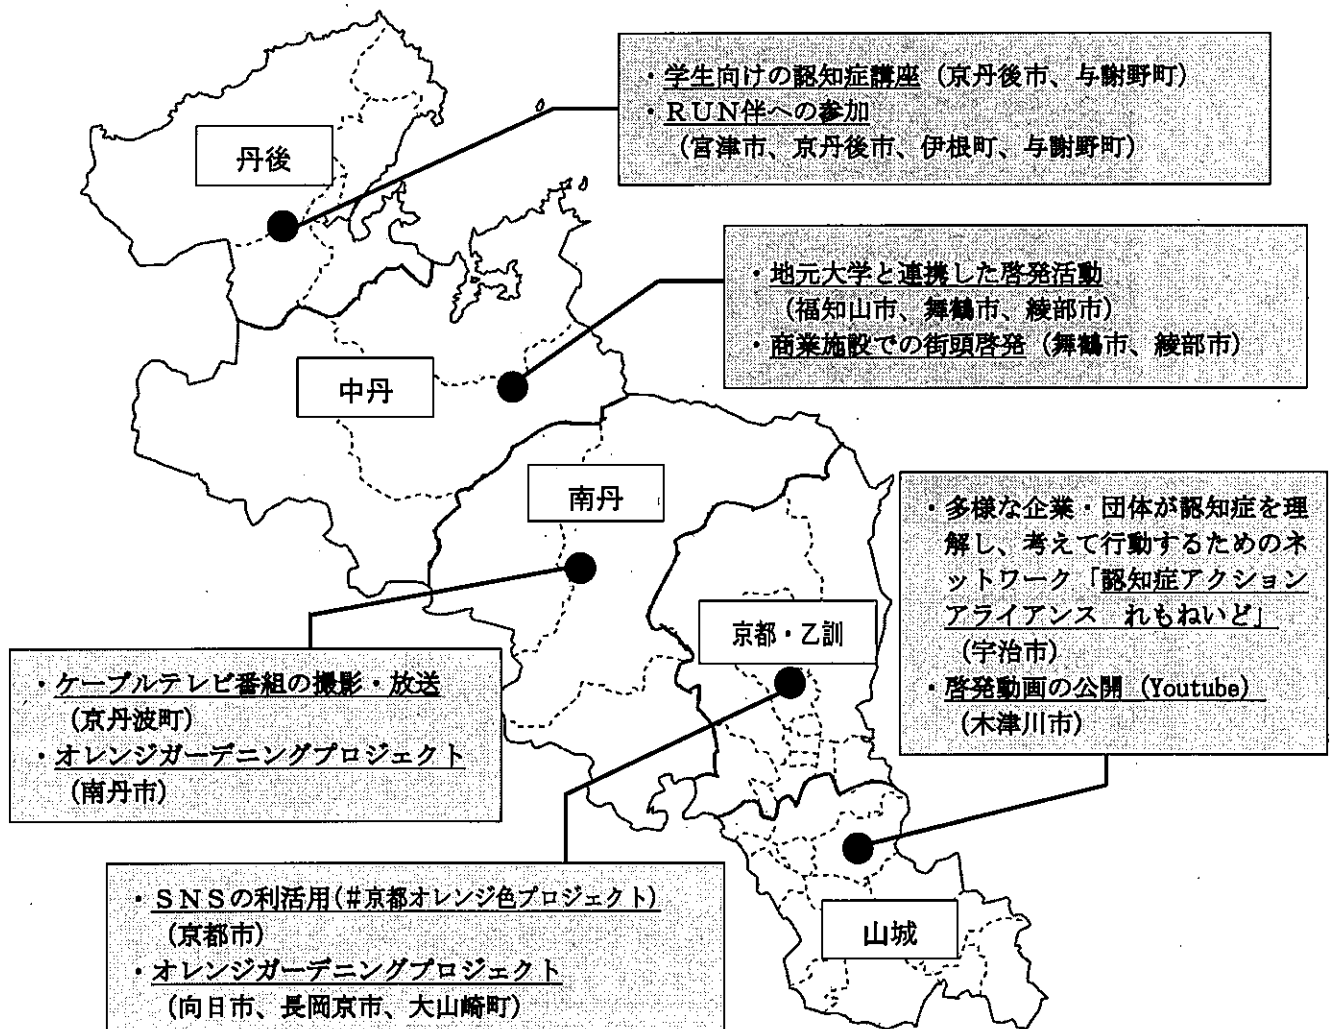 ・学生向けの認知症講座（京丹後市、与謝野町）
・ＲＵＮ伴への参加
（宮津市、京丹後市、伊根町、与謝野町）
丹後
・地元大学と連携した啓発活動
（福知山市、舞鶴市、綾部市）
・商業施設での街頭啓発（舞鶴市、綾部市）
中丹
南丹
・多様な企業・団体が認知症を理
解し、考えて行動するためのネ
ットワーク「認知症アクション
アライアンス　れもねいど」
（宇治市）
・啓発動画の公開（Youtube）
（木津川市）
京都・乙訓
・ケーブルテレビ番組の撮影・放送
（京丹波町）
・オレンジガーデニングプロジェクト
（南丹市）
・ＳＮＳの利活用（＃京都オレンジ色プロジェクト）
（京都市）
・オレンジガーデニングプロジェクト
（向日市、長岡京市、大山崎町）
山城